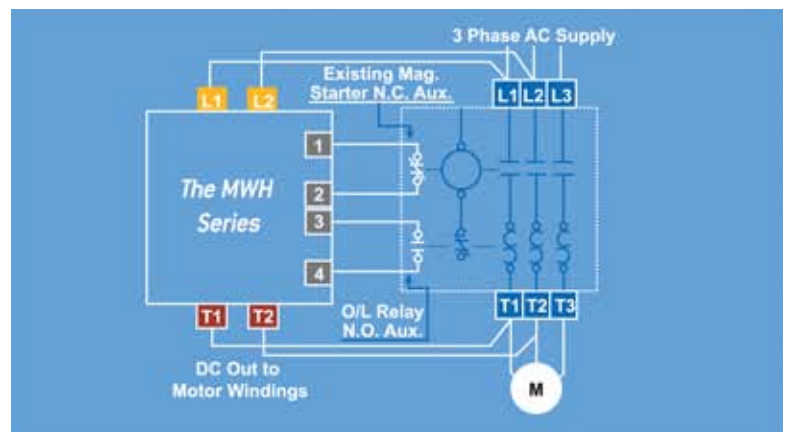 3 Phase AC Supply
Existing Mag.
Starter N.C. Aux.
L1 L2
L1 L2 L3
1
The MWH
Series
2
3
4
T1 T2
T1 T2 T3
O/L Relay
N.O. Aux.
DC Out to
Motor Windings
M